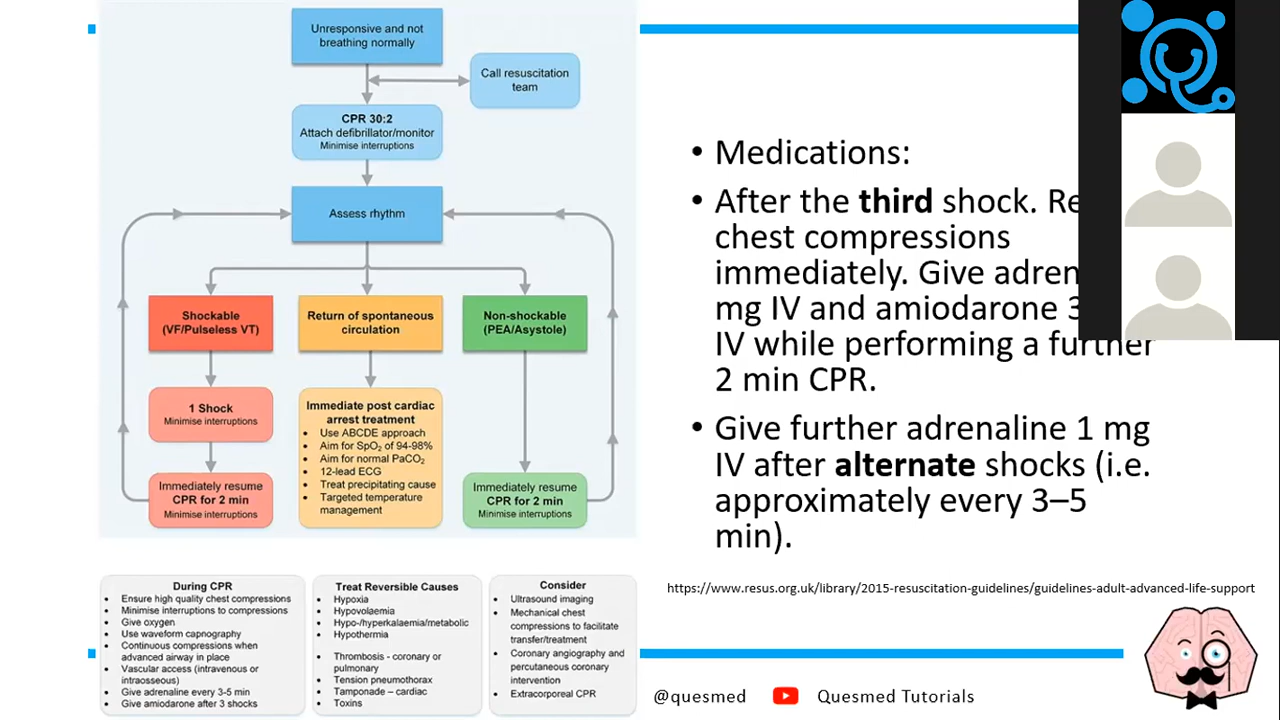 Unresponsive and not
breathing normally
Call resuscitation
team
CPR 30:2
Attach defibrillator/monitor
Minimise interruptions
Assess rhythm
Shockable
(VF/Pulseless VT)
Return of spontaneous
circulation
Non-shockable
(PEA/Asystole)
1 Shock
Minimise interruptions
Immediately resume
CPR for 2 min
Minimise interruptions
Immediate post cardiac
arrest treatment
• Use ABCDE approach
• Aim for SpO₂ of 94-98%
• Aim for normal PaCO₂
• 12-lead ECG
• Treat precipitating cause
• Targeted temperature
management
Immediately resume
CPR for 2 min
Minimise interruptions
During CPR
• Ensure high quality chest compressions
• Minimise interruptions to compressions
• Give oxygen
• Use waveform capnography
• Continuous compressions when
advanced airway in place
• Vascular access (intravenous or
intraosseous)
• Give adrenaline every 3-5 min
• Give amiodarone after 3 shocks
Treat Reversible Causes
• Hypoxia
• Hypovolaemia
• Hypo-/hyperkalaemia/metabolic
• Hypothermia
• Thrombosis - coronary or
pulmonary
• Tension pneumothorax
• Tamponade – cardiac
• Toxins
Consider
• Ultrasound imaging
• Mechanical chest
compressions to facilitate
transfer/treatment
• Coronary angiography and
percutaneous coronary
intervention
• Extracorporeal CPR
• Medications:
• After the third shock.
chest compressions
immediately. Give
mg IV and amiodarone
IV while performing a further
2 min CPR.
• Give further adrenaline 1 mg
IV after alternate shocks (i.e.
approximately every 3–5
min).
https://www.resus.org.uk/library/2015-resuscitation-guidelines/guidelines-adult-advanced-life-support
@quesmed
Quesmed Tutorials